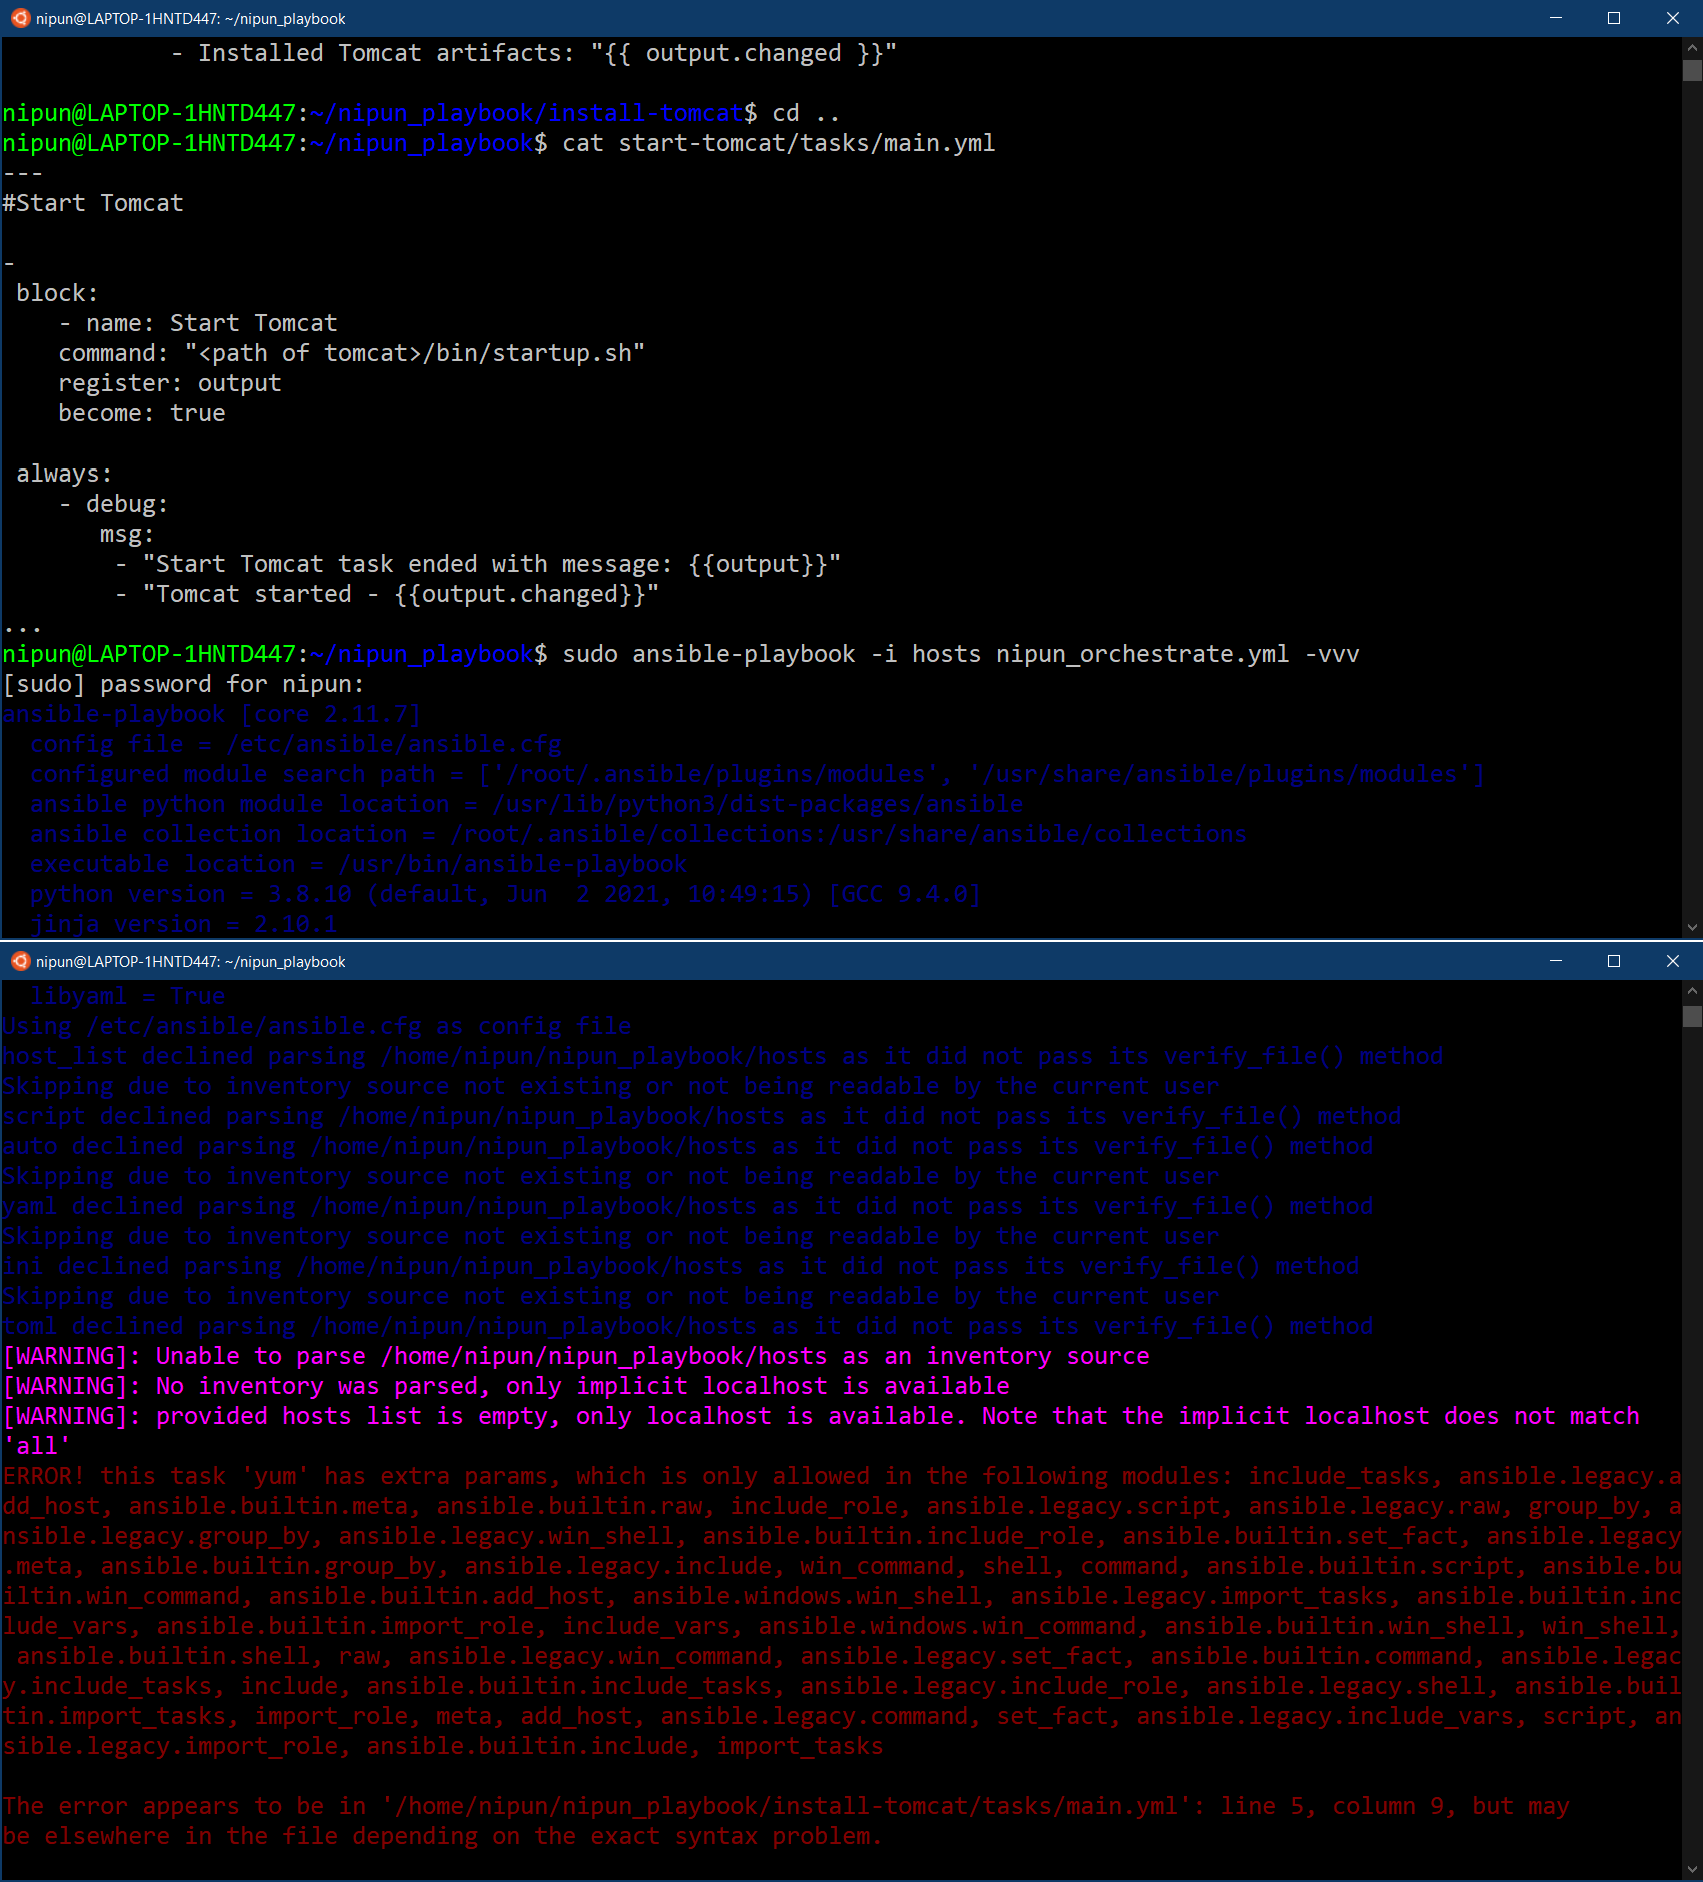 nipun@LAPTOP-1HNTD447: ~/nipun_playbook
            - Installed Tomcat artifacts: "{{ output.changed }}"
nipun@LAPTOP-1HNTD447:~/nipun_playbook/install-tomcat$ cd ..
nipun@LAPTOP-1HNTD447:~/nipun_playbook$ cat start-tomcat/tasks/main.yml
---
#Start Tomcat
-
 block:
    - name: Start Tomcat
    command: "<path of tomcat>/bin/startup.sh"
    register: output
    become: true
 always:
    - debug:
       msg:
        - "Start Tomcat task ended with message: {{output}}"
        - "Tomcat started - {{output.changed}}"
...
nipun@LAPTOP-1HNTD447:~/nipun_playbook$ sudo ansible-playbook -i hosts nipun_orchestrate.yml -vvv
[sudo] password for nipun:
ansible-playbook [core 2.11.7]
  config file = /etc/ansible/ansible.cfg
  configured module search path = ['/root/.ansible/plugins/modules', '/usr/share/ansible/plugins/modules']
  ansible python module location = /usr/lib/python3/dist-packages/ansible
  ansible collection location = /root/.ansible/collections:/usr/share/ansible/collections
  executable location = /usr/bin/ansible-playbook
  python version = 3.8.10 (default, Jun  2 2021, 10:49:15) [GCC 9.4.0]
  jinja version = 2.10.1
nipun@LAPTOP-1HNTD447: ~/nipun_playbook
  libyaml = True
Using /etc/ansible/ansible.cfg as config file
host_list declined parsing /home/nipun/nipun_playbook/hosts as it did not pass its verify_file() method
Skipping due to inventory source not existing or not being readable by the current user
script declined parsing /home/nipun/nipun_playbook/hosts as it did not pass its verify_file() method
auto declined parsing /home/nipun/nipun_playbook/hosts as it did not pass its verify_file() method
Skipping due to inventory source not existing or not being readable by the current user
yaml declined parsing /home/nipun/nipun_playbook/hosts as it did not pass its verify_file() method
Skipping due to inventory source not existing or not being readable by the current user
ini declined parsing /home/nipun/nipun_playbook/hosts as it did not pass its verify_file() method
Skipping due to inventory source not existing or not being readable by the current user
toml declined parsing /home/nipun/nipun_playbook/hosts as it did not pass its verify_file() method
[WARNING]: Unable to parse /home/nipun/nipun_playbook/hosts as an inventory source
[WARNING]: No inventory was parsed, only implicit localhost is available
[WARNING]: provided hosts list is empty, only localhost is available. Note that the implicit localhost does not match
'all'
ERROR! this task 'yum' has extra params, which is only allowed in the following modules: include_tasks, ansible.legacy.a
dd_host, ansible.builtin.meta, ansible.builtin.raw, include_role, ansible.legacy.script, ansible.legacy.raw, group_by, a
nsible.legacy.group_by, ansible.legacy.win_shell, ansible.builtin.include_role, ansible.builtin.set_fact, ansible.legacy
.meta, ansible.builtin.group_by, ansible.legacy.include, win_command, shell, command, ansible.builtin.script, ansible.bu
iltin.win_command, ansible.builtin.add_host, ansible.windows.win_shell, ansible.legacy.import_tasks, ansible.builtin.inc
lude_vars, ansible.builtin.import_role, include_vars, ansible.windows.win_command, ansible.builtin.win_shell, win_shell,
 ansible.builtin.shell, raw, ansible.legacy.win_command, ansible.legacy.set_fact, ansible.builtin.command, ansible.legac
y.include_tasks, include, ansible.builtin.include_tasks, ansible.legacy.include_role, ansible.legacy.shell, ansible.buil
tin.import_tasks, import_role, meta, add_host, ansible.legacy.command, set_fact, ansible.legacy.include_vars, script, an
sible.legacy.import_role, ansible.builtin.include, import_tasks
The error appears to be in '/home/nipun/nipun_playbook/install-tomcat/tasks/main.yml': line 5, column 9, but may
be elsewhere in the file depending on the exact syntax problem.